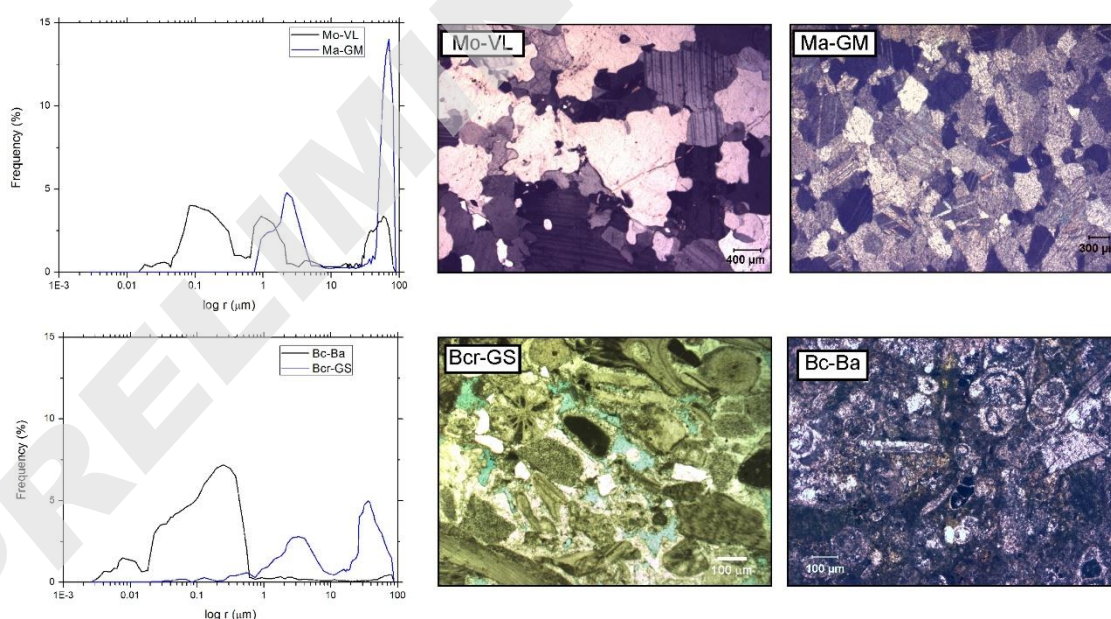 PRELIMIN
15
10
5
0
Frequency (%)
Mo-VL
Ma-GM
1E-3 0.01 0.1 1 10 100
log r (μm)
Mo-VL
400 μm
Ma-GM
300 μm
15
10
5
0
Frequency (%)
Bc-Ba
Bcr-GS
1E-3 0.01 0.1 1 10 100
log r (μm)
Bcr-GS
100 μm
Bc-Ba
100 μm